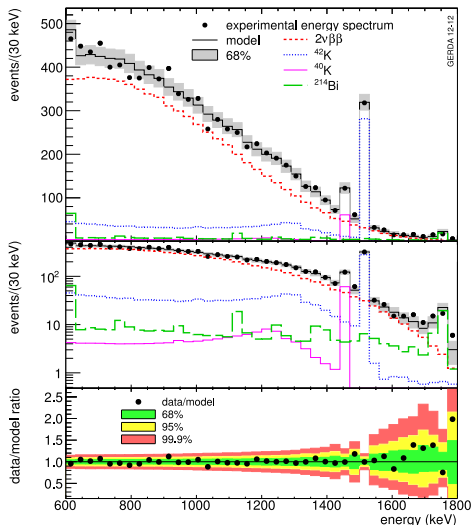 GERDA 12-12
events/(30 keV)
500
400
300
200
100
experimental energy spectrum
model
68%
2νββ
⁴²K
⁴⁰K
²¹⁴Bi
events/(30 keV)
10²
10
1
data/model ratio
2.5
2.0
1.5
1.0
0.5
data/model
68%
95%
99.9%
600 800 1000 1200 1400 1600 1800
energy (keV)